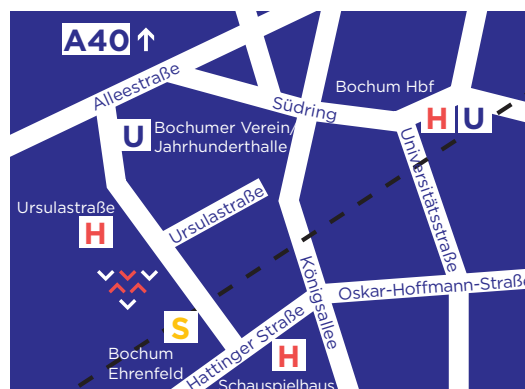 A40 ↑
Alleestraße
Bochum Hbf
Südring
H U
U Bochumer Verein/
Jahrhunderthalle
Universitätsstraße
Ursulastraße
H
Ursulastraße
Königsallee
Oskar-Hoffmann-Straße
S
Bochum
Ehrenfeld
Hattinger Straße
H
Schauspielhaus